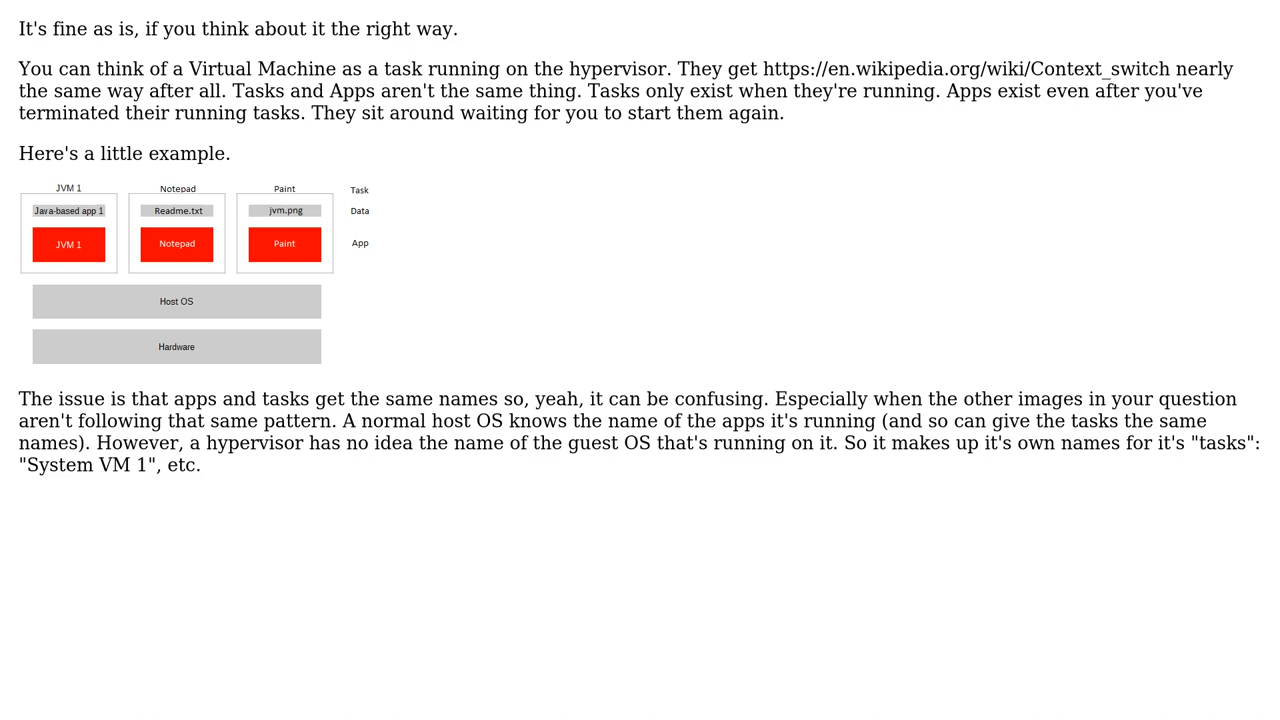 It's fine as is, if you think about it the right way.
You can think of a Virtual Machine as a task running on the hypervisor. They get https://en.wikipedia.org/wiki/Context_switch nearly
the same way after all. Tasks and Apps aren't the same thing. Tasks only exist when they're running. Apps exist even after you've
terminated their running tasks. They sit around waiting for you to start them again.
Here's a little example.
JVM 1 Notepad Paint Task
Java-based app 1 Readme.txt jvm.png Data
JVM 1 Notepad Paint App
Host OS
Hardware
The issue is that apps and tasks get the same names so, yeah, it can be confusing. Especially when the other images in your question
aren't following that same pattern. A normal host OS knows the name of the apps it's running (and so can give the tasks the same
names). However, a hypervisor has no idea the name of the guest OS that's running on it. So it makes up it's own names for it's "tasks":
"System VM 1", etc.